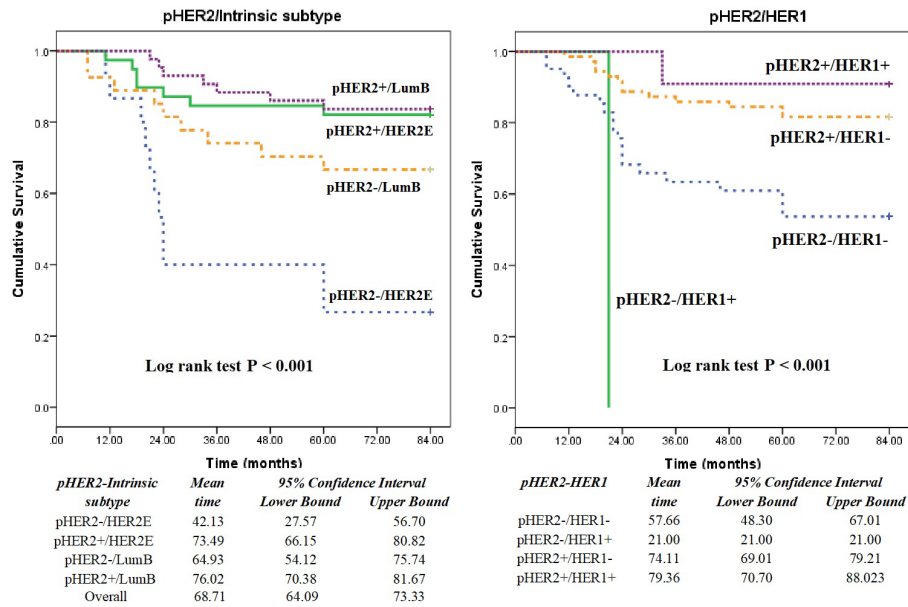 pHER2/Intrinsic subtype
Cumulative Survival
1.0
0.8
0.6
0.4
0.2
0.0
pHER2+/LumB
pHER2+/HER2E
pHER2-/LumB
pHER2-/HER2E
Log rank test P < 0.001
.00 12.00 24.00 36.00 48.00 60.00 72.00 84.00
Time (months)
pHER2-Intrinsic Mean 95% Confidence Interval
subtype time Lower Bound Upper Bound
pHER2-/HER2E 42.13 27.57 56.70
pHER2+/HER2E 73.49 66.15 80.82
pHER2-/LumB 64.93 54.12 75.74
pHER2+/LumB 76.02 70.38 81.67
Overall 68.71 64.09 73.33
pHER2/HER1
Cumulative Survival
1.0
0.8
0.6
0.4
0.2
0.0
pHER2+/HER1+
pHER2+/HER1-
pHER2-/HER1-
pHER2-/HER1+
Log rank test P < 0.001
.00 12.00 24.00 36.00 48.00 60.00 72.00 84.00
Time (months)
pHER2-HER1 Mean 95% Confidence Interval
time Lower Bound Upper Bound
pHER2-/HER1- 57.66 48.30 67.01
pHER2-/HER1+ 21.00 21.00 21.00
pHER2+/HER1- 74.11 69.01 79.21
pHER2+/HER1+ 79.36 70.70 88.023